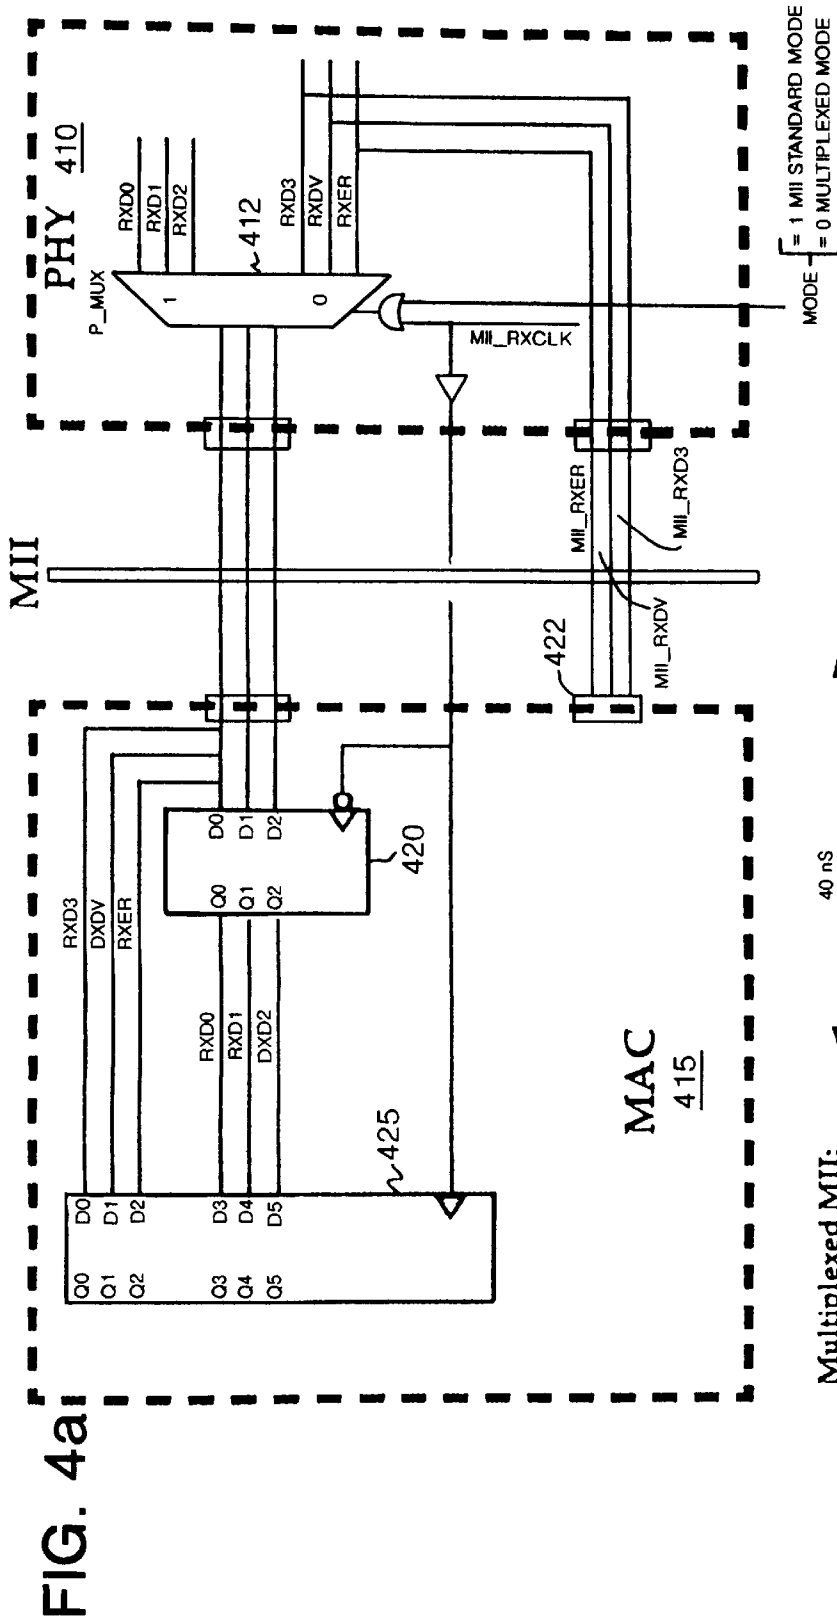 FIG. 4a
MII
PHY
410
P_MUX
1
0
412
RXD0
RXD1
RXD2
RXD3
RXDV
RXER
MII_RXCLK
MODE
= 1 MII STANDARD MODE
= 0 MULTIPLEXED MODE
MII_RXER
MII_RXDV
MII_RXD3
422
RXD3
DXDV
RXER
D0
D1
D2
Q0
Q1
Q2
420
RXD0
RXD1
DXD2
Q0 D0
Q1 D1
Q2 D2
Q3 D3
Q4 D4
Q5 D5
425
MAC
415
Multiplexed MII:
40 nS